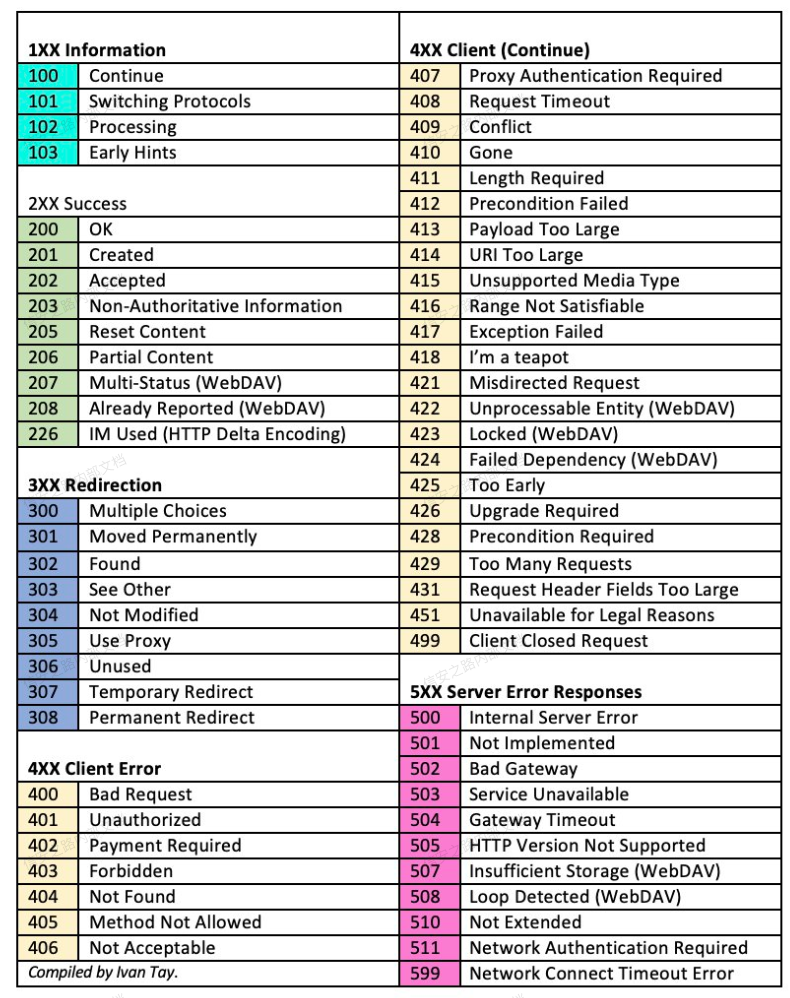 1XX Information
100 Continue
101 Switching Protocols
102 Processing
103 Early Hints
2XX Success
200 OK
201 Created
202 Accepted
203 Non-Authoritative Information
205 Reset Content
206 Partial Content
207 Multi-Status (WebDAV)
208 Already Reported (WebDAV)
226 IM Used (HTTP Delta Encoding)
3XX Redirection
300 Multiple Choices
301 Moved Permanently
302 Found
303 See Other
304 Not Modified
305 Use Proxy
306 Unused
307 Temporary Redirect
308 Permanent Redirect
4XX Client Error
400 Bad Request
401 Unauthorized
402 Payment Required
403 Forbidden
404 Not Found
405 Method Not Allowed
406 Not Acceptable
Compiled by Ivan Tay.
4XX Client (Continue)
407 Proxy Authentication Required
408 Request Timeout
409 Conflict
410 Gone
411 Length Required
412 Precondition Failed
413 Payload Too Large
414 URI Too Large
415 Unsupported Media Type
416 Range Not Satisfiable
417 Exception Failed
418 I’m a teapot
421 Misdirected Request
422 Unprocessable Entity (WebDAV)
423 Locked (WebDAV)
424 Failed Dependency (WebDAV)
425 Too Early
426 Upgrade Required
428 Precondition Required
429 Too Many Requests
431 Request Header Fields Too Large
451 Unavailable for Legal Reasons
499 Client Closed Request
5XX Server Error Responses
500 Internal Server Error
501 Not Implemented
502 Bad Gateway
503 Service Unavailable
504 Gateway Timeout
505 HTTP Version Not Supported
507 Insufficient Storage (WebDAV)
508 Loop Detected (WebDAV)
510 Not Extended
511 Network Authentication Required
599 Network Connect Timeout Error
信安之路内部文档